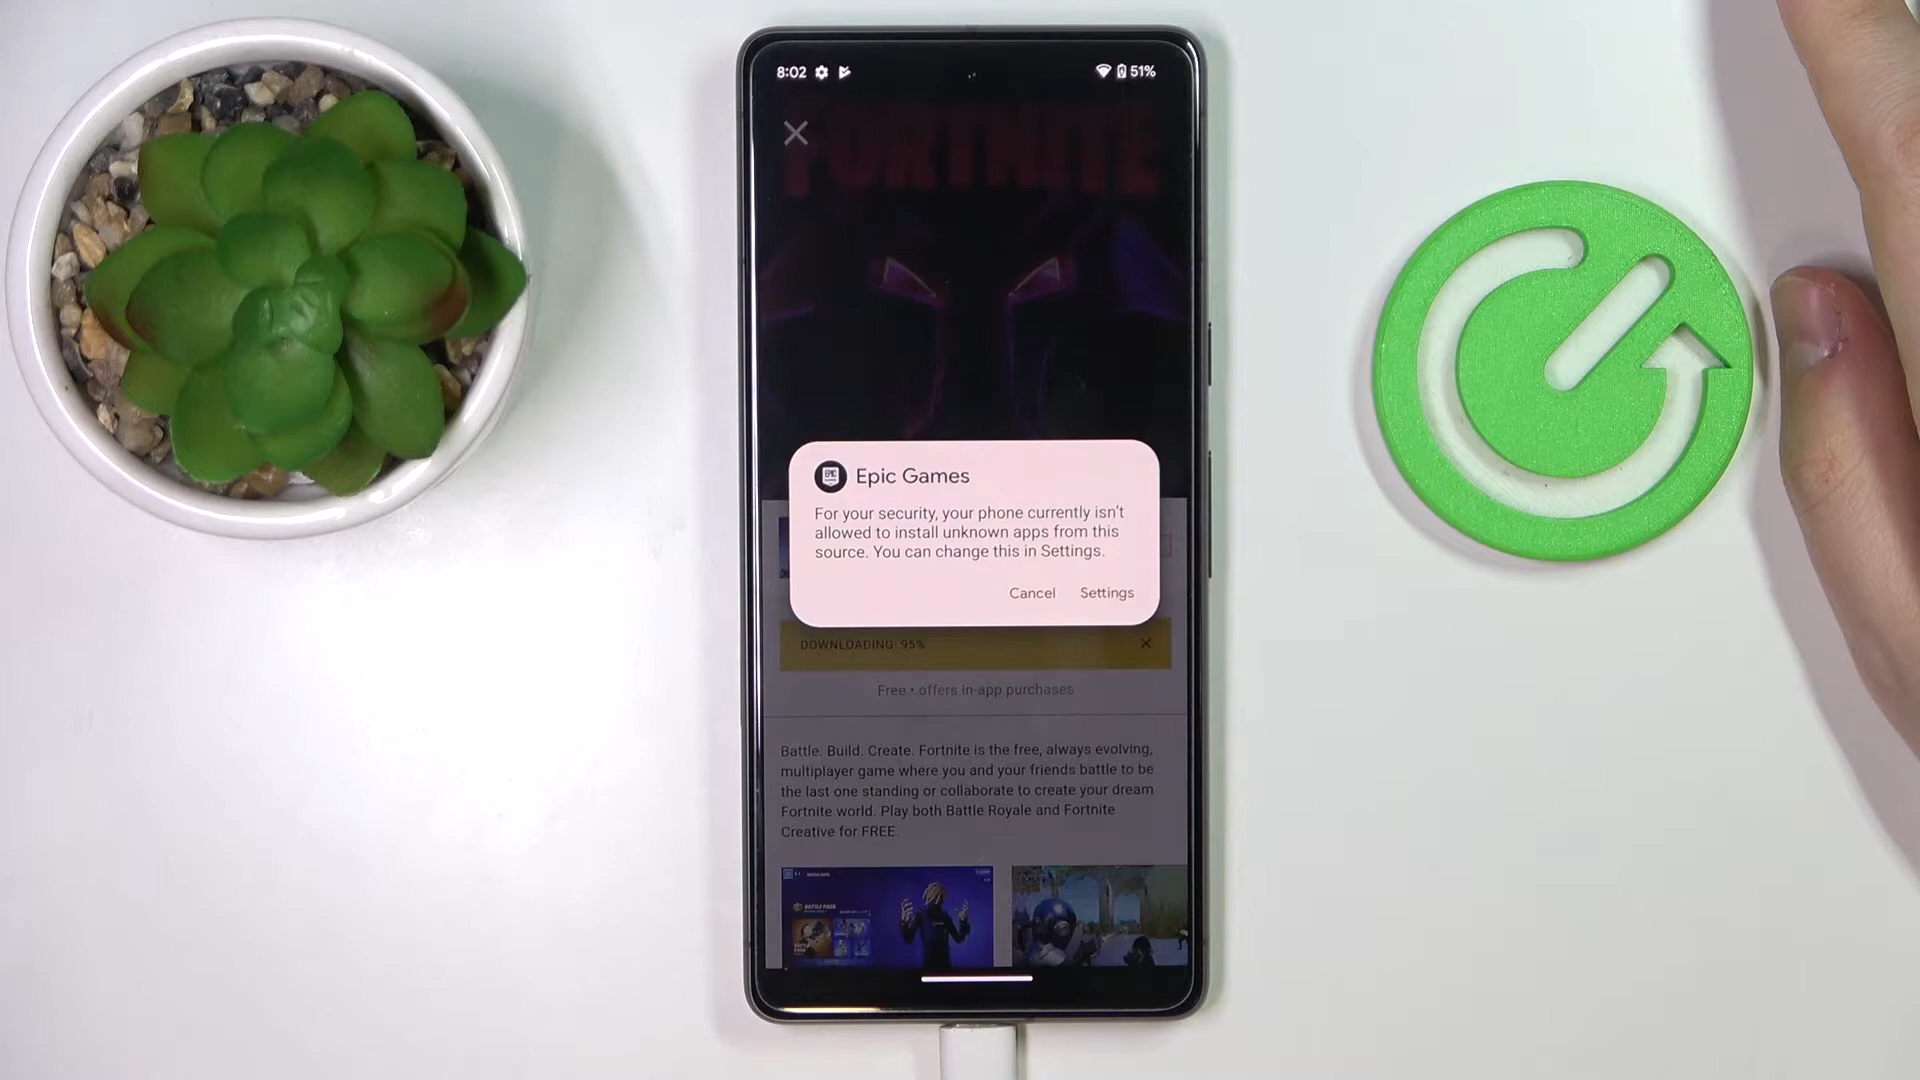 8:02
51%
FORTNITE
Epic Games
For your security, your phone currently isn't
allowed to install unknown apps from this
source. You can change this in Settings.
Cancel
Settings
DOWNLOADING: 95%
Free • offers in-app purchases
Battle. Build. Create. Fortnite is the free, always evolving,
multiplayer game where you and your friends battle to be
the last one standing or collaborate to create your dream
Fortnite world. Play both Battle Royale and Fortnite
Creative for FREE.
BATTLE PASS